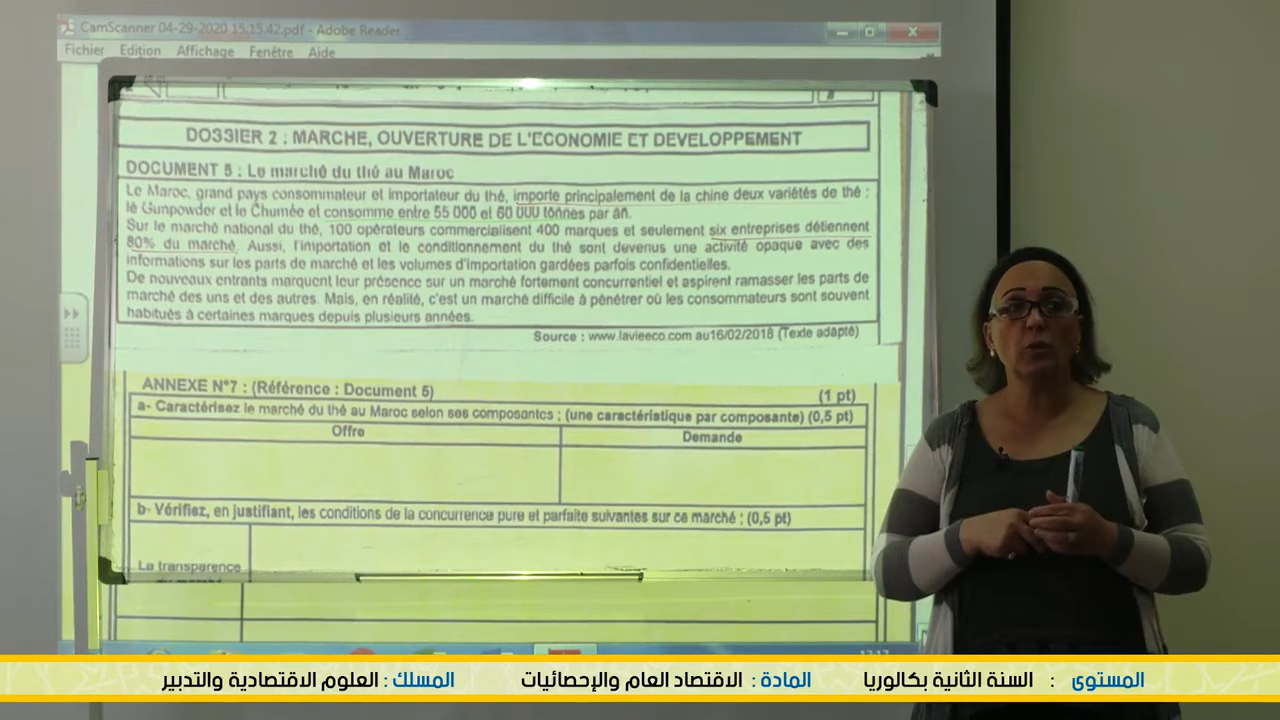 CamScanner 04-29-2020 15.15.42.pdf - Adobe Reader
Fichier Edition Affichage Fenêtre Aide
DOSSIER 2 : MARCHE, OUVERTURE DE L'ECONOMIE ET DEVELOPPEMENT
DOCUMENT 5 : Le marché du thé au Maroc
Le Maroc, grand pays consommateur et importateur du thé, importe principalement de la chine deux variétés de thé :
le Gunpowder et le Chumée et consomme entre 55 000 et 60 000 tonnes par an.
Sur le marché national du thé, 100 opérateurs commercialisent 400 marques et seulement six entreprises détiennent
80% du marché. Aussi, l'importation et le conditionnement du thé sont devenus une activité opaque avec des
informations sur les parts de marché et les volumes d'importation gardées parfois confidentielles.
De nouveaux entrants marquent leur présence sur un marché fortement concurrentiel et aspirent ramasser les parts de
marché des uns et des autres. Mais, en réalité, c'est un marché difficile à pénétrer où les consommateurs sont souvent
habitués à certaines marques depuis plusieurs années.
Source : www.lavieeco.com au16/02/2018 (Texte adapté)
ANNEXE N°7 : (Référence : Document 5) (1 pt)
a- Caractérisez le marché du thé au Maroc selon ses composantes : (une caractéristique par composante) (0,5 pt)
Offre Demande
b- Vérifiez, en justifiant, les conditions de la concurrence pure et parfaite suivantes sur ce marché : (0,5 pt)
La transparence
du marché
المستوى : السنة الثانية بكالوريا المادة : الاقتصاد العام والإحصائيات المسلك : العلوم الاقتصادية والتدبير